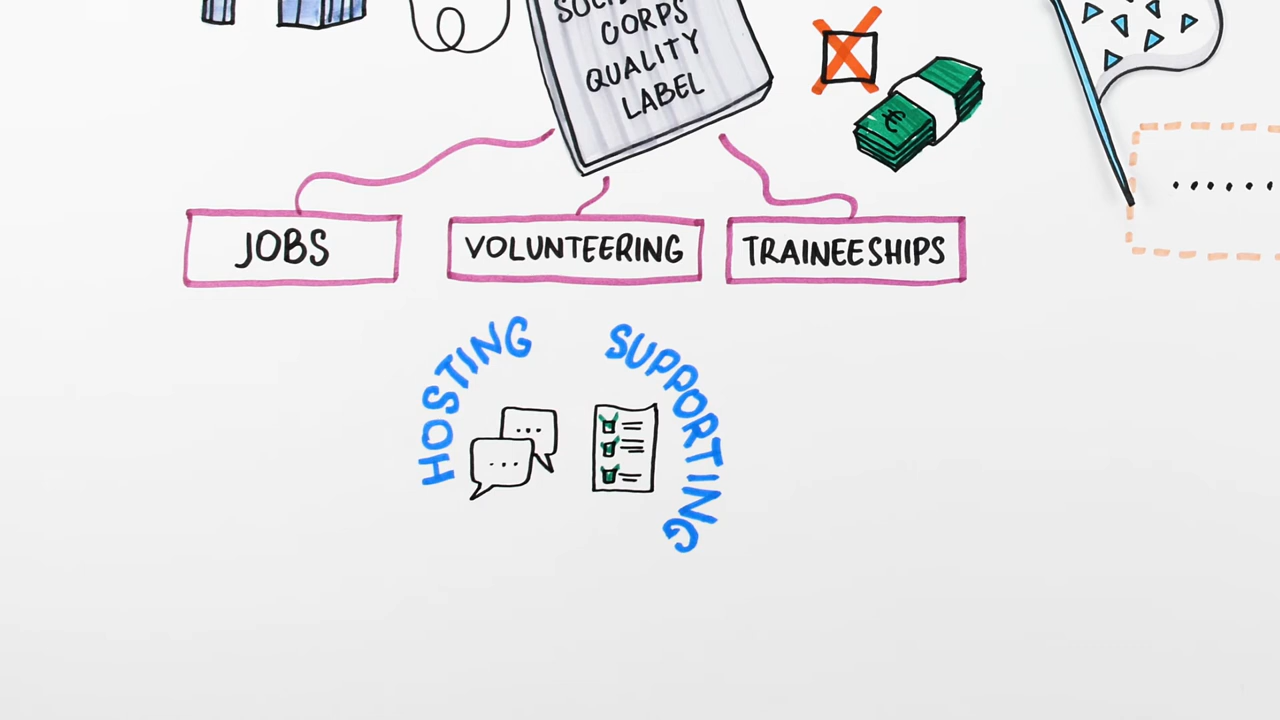 CORPS
QUALITY
LABEL
€
JOBS
VOLUNTEERING
TRAINEESHIPS
HOSTING
SUPPORTING